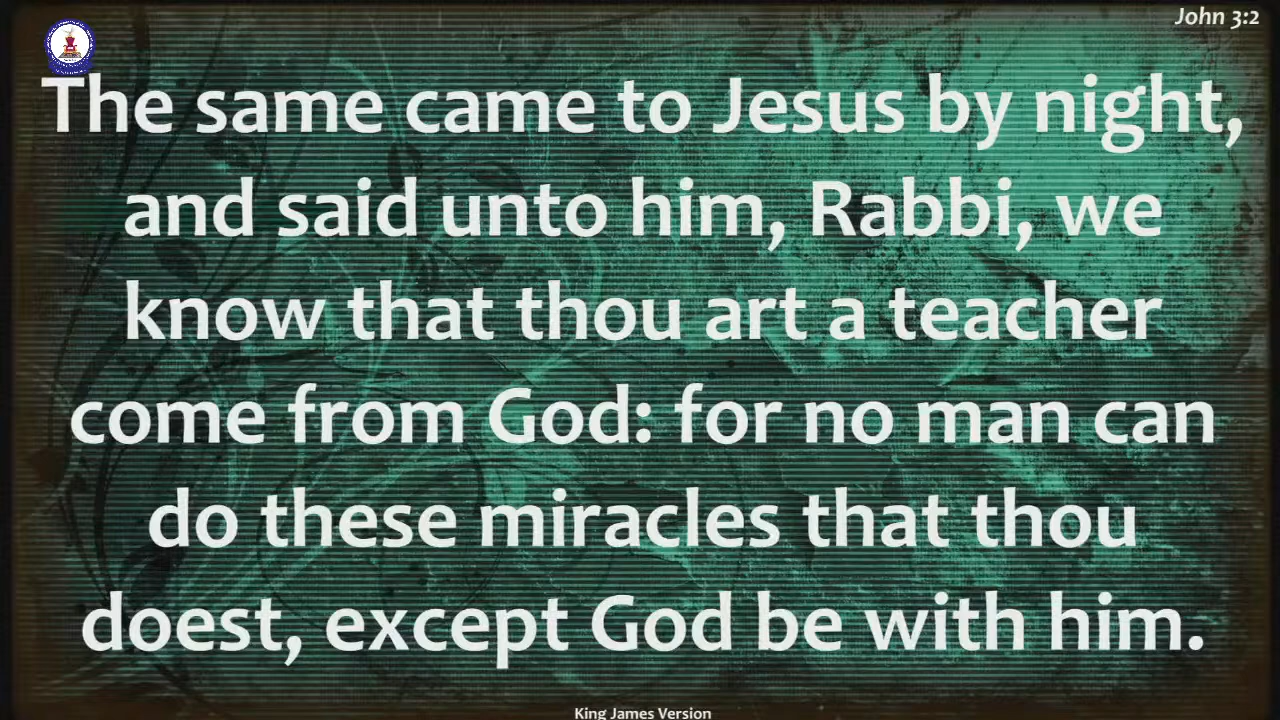 John 3:2
The same came to Jesus by night,
and said unto him, Rabbi, we
know that thou art a teacher
come from God: for no man can
do these miracles that thou
doest, except God be with him.
King James Version